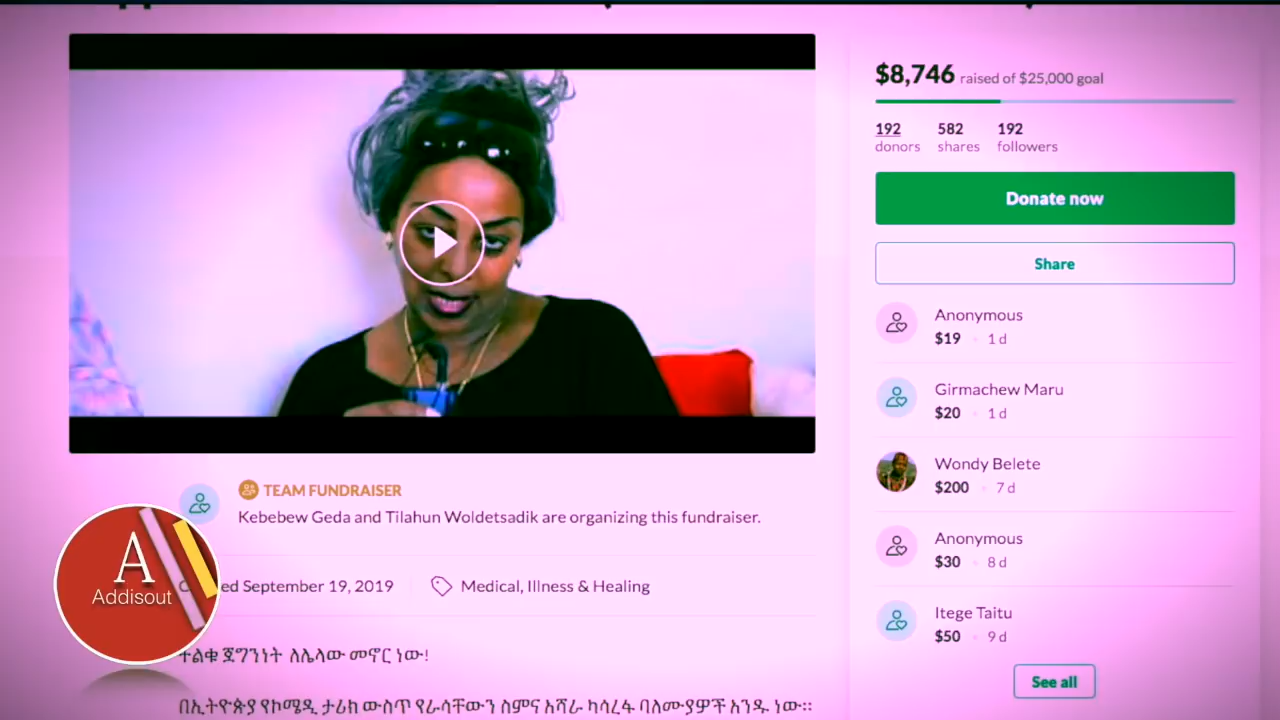 $8,746 raised of $25,000 goal
192 582 192
donors shares followers
Donate now
Share
Anonymous
$19 1 d
Girmachew Maru
$20 1 d
Wondy Belete
$200 7 d
Anonymous
$30 8 d
Itege Taitu
$50 9 d
See all
TEAM FUNDRAISER
Kebebew Geda and Tilahun Woldetsadik are organizing this fundraiser.
A
Addisout
September 19, 2019
Medical, Illness & Healing
ተልቁ ጀግንነት ለሌላው መኖር ነው!
በኢትዮጵያ የኮሜዲ ታሪክ ውስጥ የራሳቸውን ስምና አሻራ ካሳረፋ ባለሙያዎች አንዱ ነው።